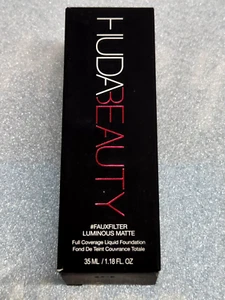 HUDABEAUTY
#FAUXFILTER
LUMINOUS MATTE
Full Coverage Liquid Foundation
Fond De Teint Couvrance Totale
35 ML / 1.18 FL. OZ